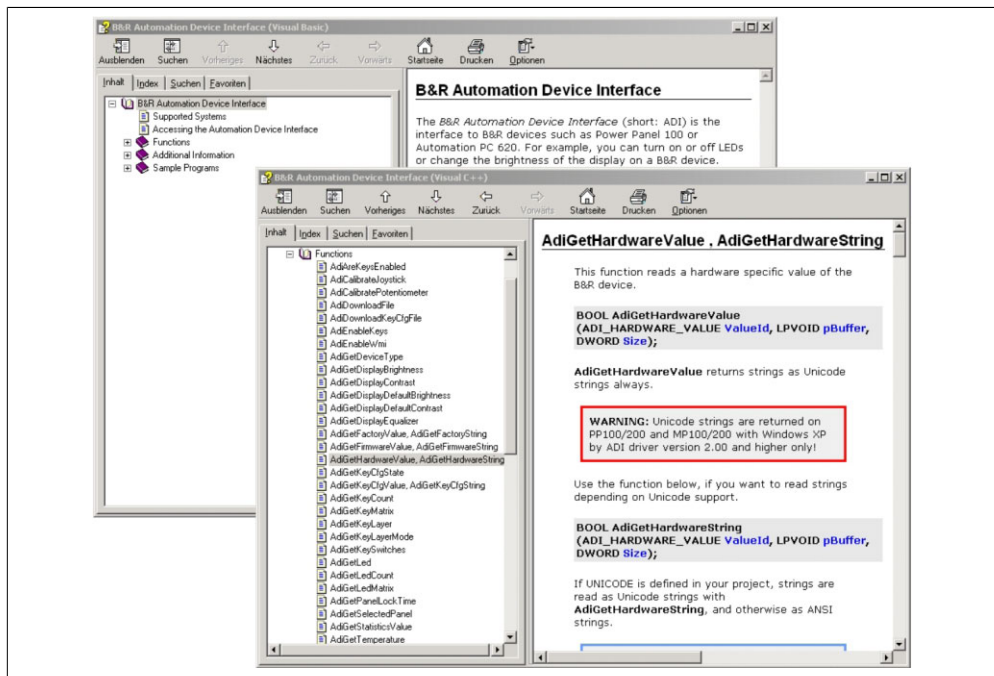 B&R Automation Device Interface (Visual Basic)
Ausblenden Suchen Vorheriges Nächstes Zurück Vorwärts Startseite Drucken Optionen
Inhalt Index Suchen Favoriten
B&R Automation Device Interface
Supported Systems
Accessing the Automation Device Interface
Functions
Additional Information
Sample Programs
B&R Automation Device Interface
The B&R Automation Device Interface (short: ADI) is the
interface to B&R devices such as Power Panel 100 or
Automation PC 620. For example, you can turn on or off LEDs
or change the brightness of the display on a B&R device.
B&R Automation Device Interface (Visual C++)
Ausblenden Suchen Vorheriges Nächstes Zurück Vorwärts Startseite Drucken Optionen
Inhalt Index Suchen Favoriten
Functions
AdiAreKeysEnabled
AdiCalibrateJoystick
AdiCalibratePotentiometer
AdiDownloadFile
AdiDownloadKeyCfgFile
AdiEnableKeys
AdiEnableWmi
AdiGetDeviceType
AdiGetDisplayBrightness
AdiGetDisplayContrast
AdiGetDisplayDefaultBrightness
AdiGetDisplayDefaultContrast
AdiGetDisplayEqualizer
AdiGetFactoryValue, AdiGetFactoryString
AdiGetFirmwareValue, AdiGetFirmwareString
AdiGetHardwareValue, AdiGetHardwareString
AdiGetKeyCfgState
AdiGetKeyCfgValue, AdiGetKeyCfgString
AdiGetKeyCount
AdiGetKeyMatrix
AdiGetKeyLayer
AdiGetKeyLayerMode
AdiGetKeySwitches
AdiGetLed
AdiGetLedCount
AdiGetLedMatrix
AdiGetPanelLockTime
AdiGetSelectedPanel
AdiGetStatisticsValue
AdiGetTemperature
AdiGetHardwareValue , AdiGetHardwareString
This function reads a hardware specific value of the
B&R device.
BOOL AdiGetHardwareValue
(ADI_HARDWARE_VALUE ValueId, LPVOID pBuffer,
DWORD Size);
AdiGetHardwareValue returns strings as Unicode
strings always.
WARNING: Unicode strings are returned on
PP100/200 and MP100/200 with Windows XP
by ADI driver version 2.00 and higher only!
Use the function below, if you want to read strings
depending on Unicode support.
BOOL AdiGetHardwareString
(ADI_HARDWARE_VALUE ValueId, LPVOID pBuffer,
DWORD Size);
If UNICODE is defined in your project, strings are
read as Unicode strings with
AdiGetHardwareString, and otherwise as ANSI
strings.